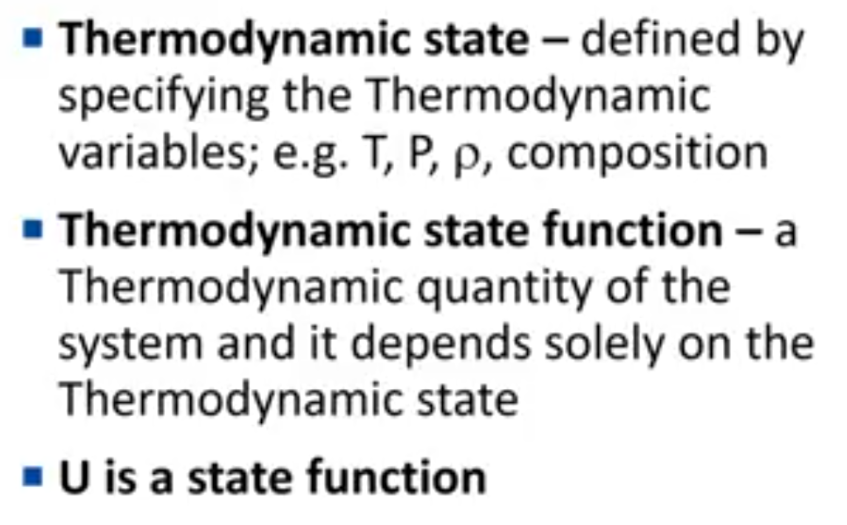 ▪ Thermodynamic state – defined by
specifying the Thermodynamic
variables; e.g. T, P, ρ, composition
▪ Thermodynamic state function – a
Thermodynamic quantity of the
system and it depends solely on the
Thermodynamic state
▪ U is a state function